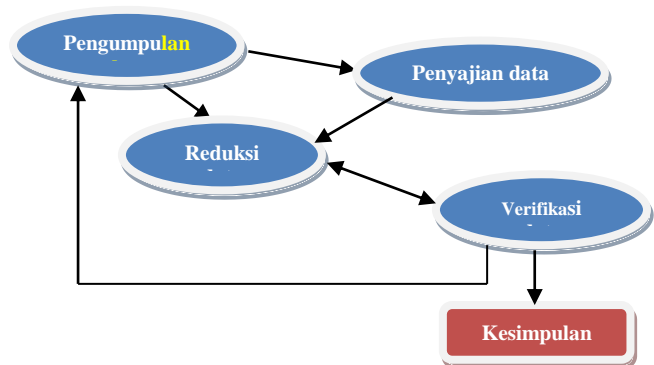 Pengumpulan
Penyajian data
Reduksi
Verifikasi
Kesimpulan